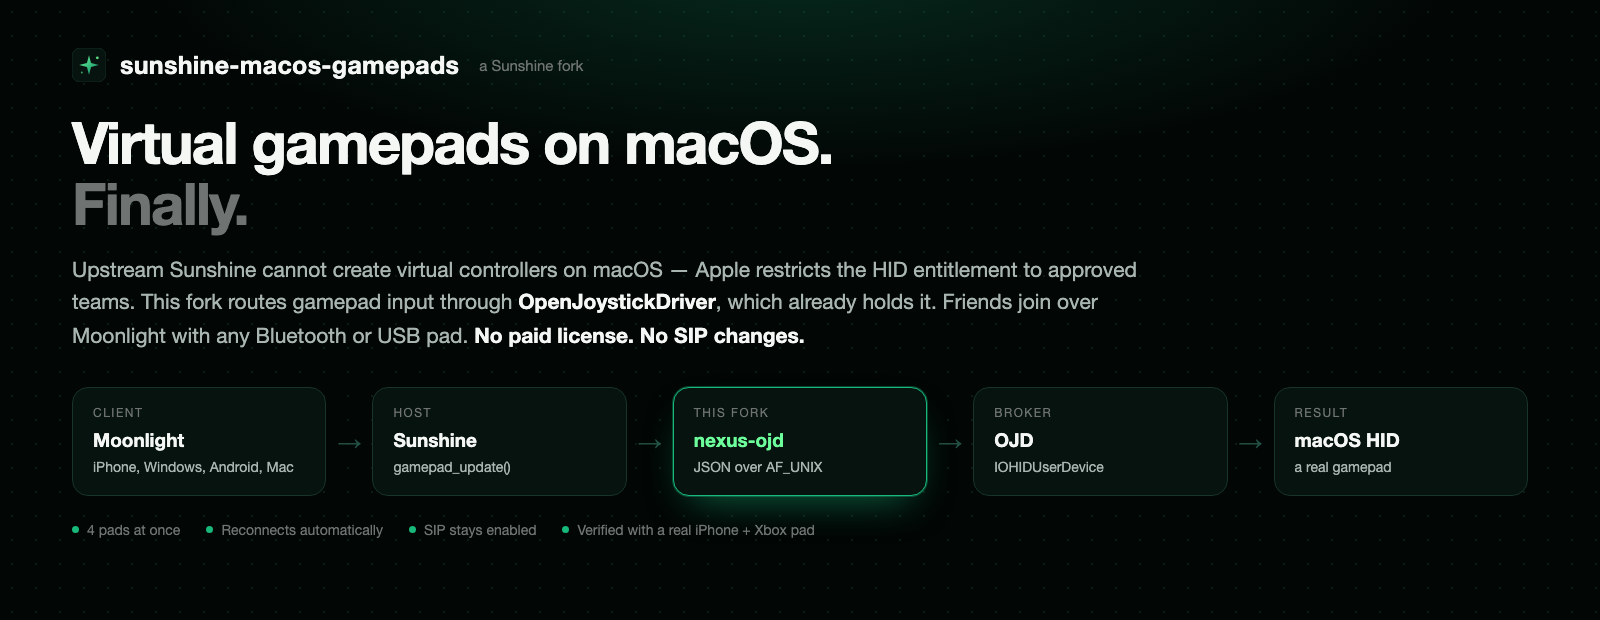 sunshine-macos-gamepads a Sunshine fork
Virtual gamepads on macOS.
Finally.
Upstream Sunshine cannot create virtual controllers on macOS — Apple restricts the HID entitlement to approved
teams. This fork routes gamepad input through OpenJoystickDriver, which already holds it. Friends join over
Moonlight with any Bluetooth or USB pad. No paid license. No SIP changes.
CLIENT
Moonlight
iPhone, Windows, Android, Mac
→
HOST
Sunshine
gamepad_update()
→
THIS FORK
nexus-ojd
JSON over AF_UNIX
→
BROKER
OJD
IOHIDUserDevice
→
RESULT
macOS HID
a real gamepad
4 pads at once
Reconnects automatically
SIP stays enabled
Verified with a real iPhone + Xbox pad